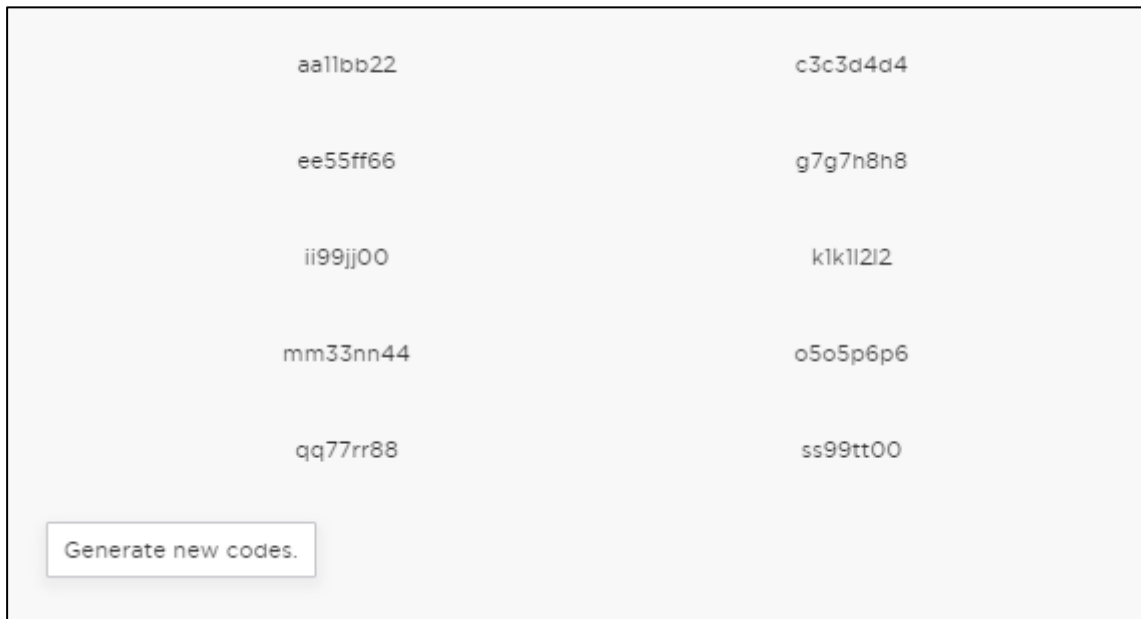 aa11bb22 c3c3d4d4
ee55ff66 g7g7h8h8
ii99jj00 k1k1l2l2
mm33nn44 o5o5p6p6
qq77rr88 ss99tt00
Generate new codes.